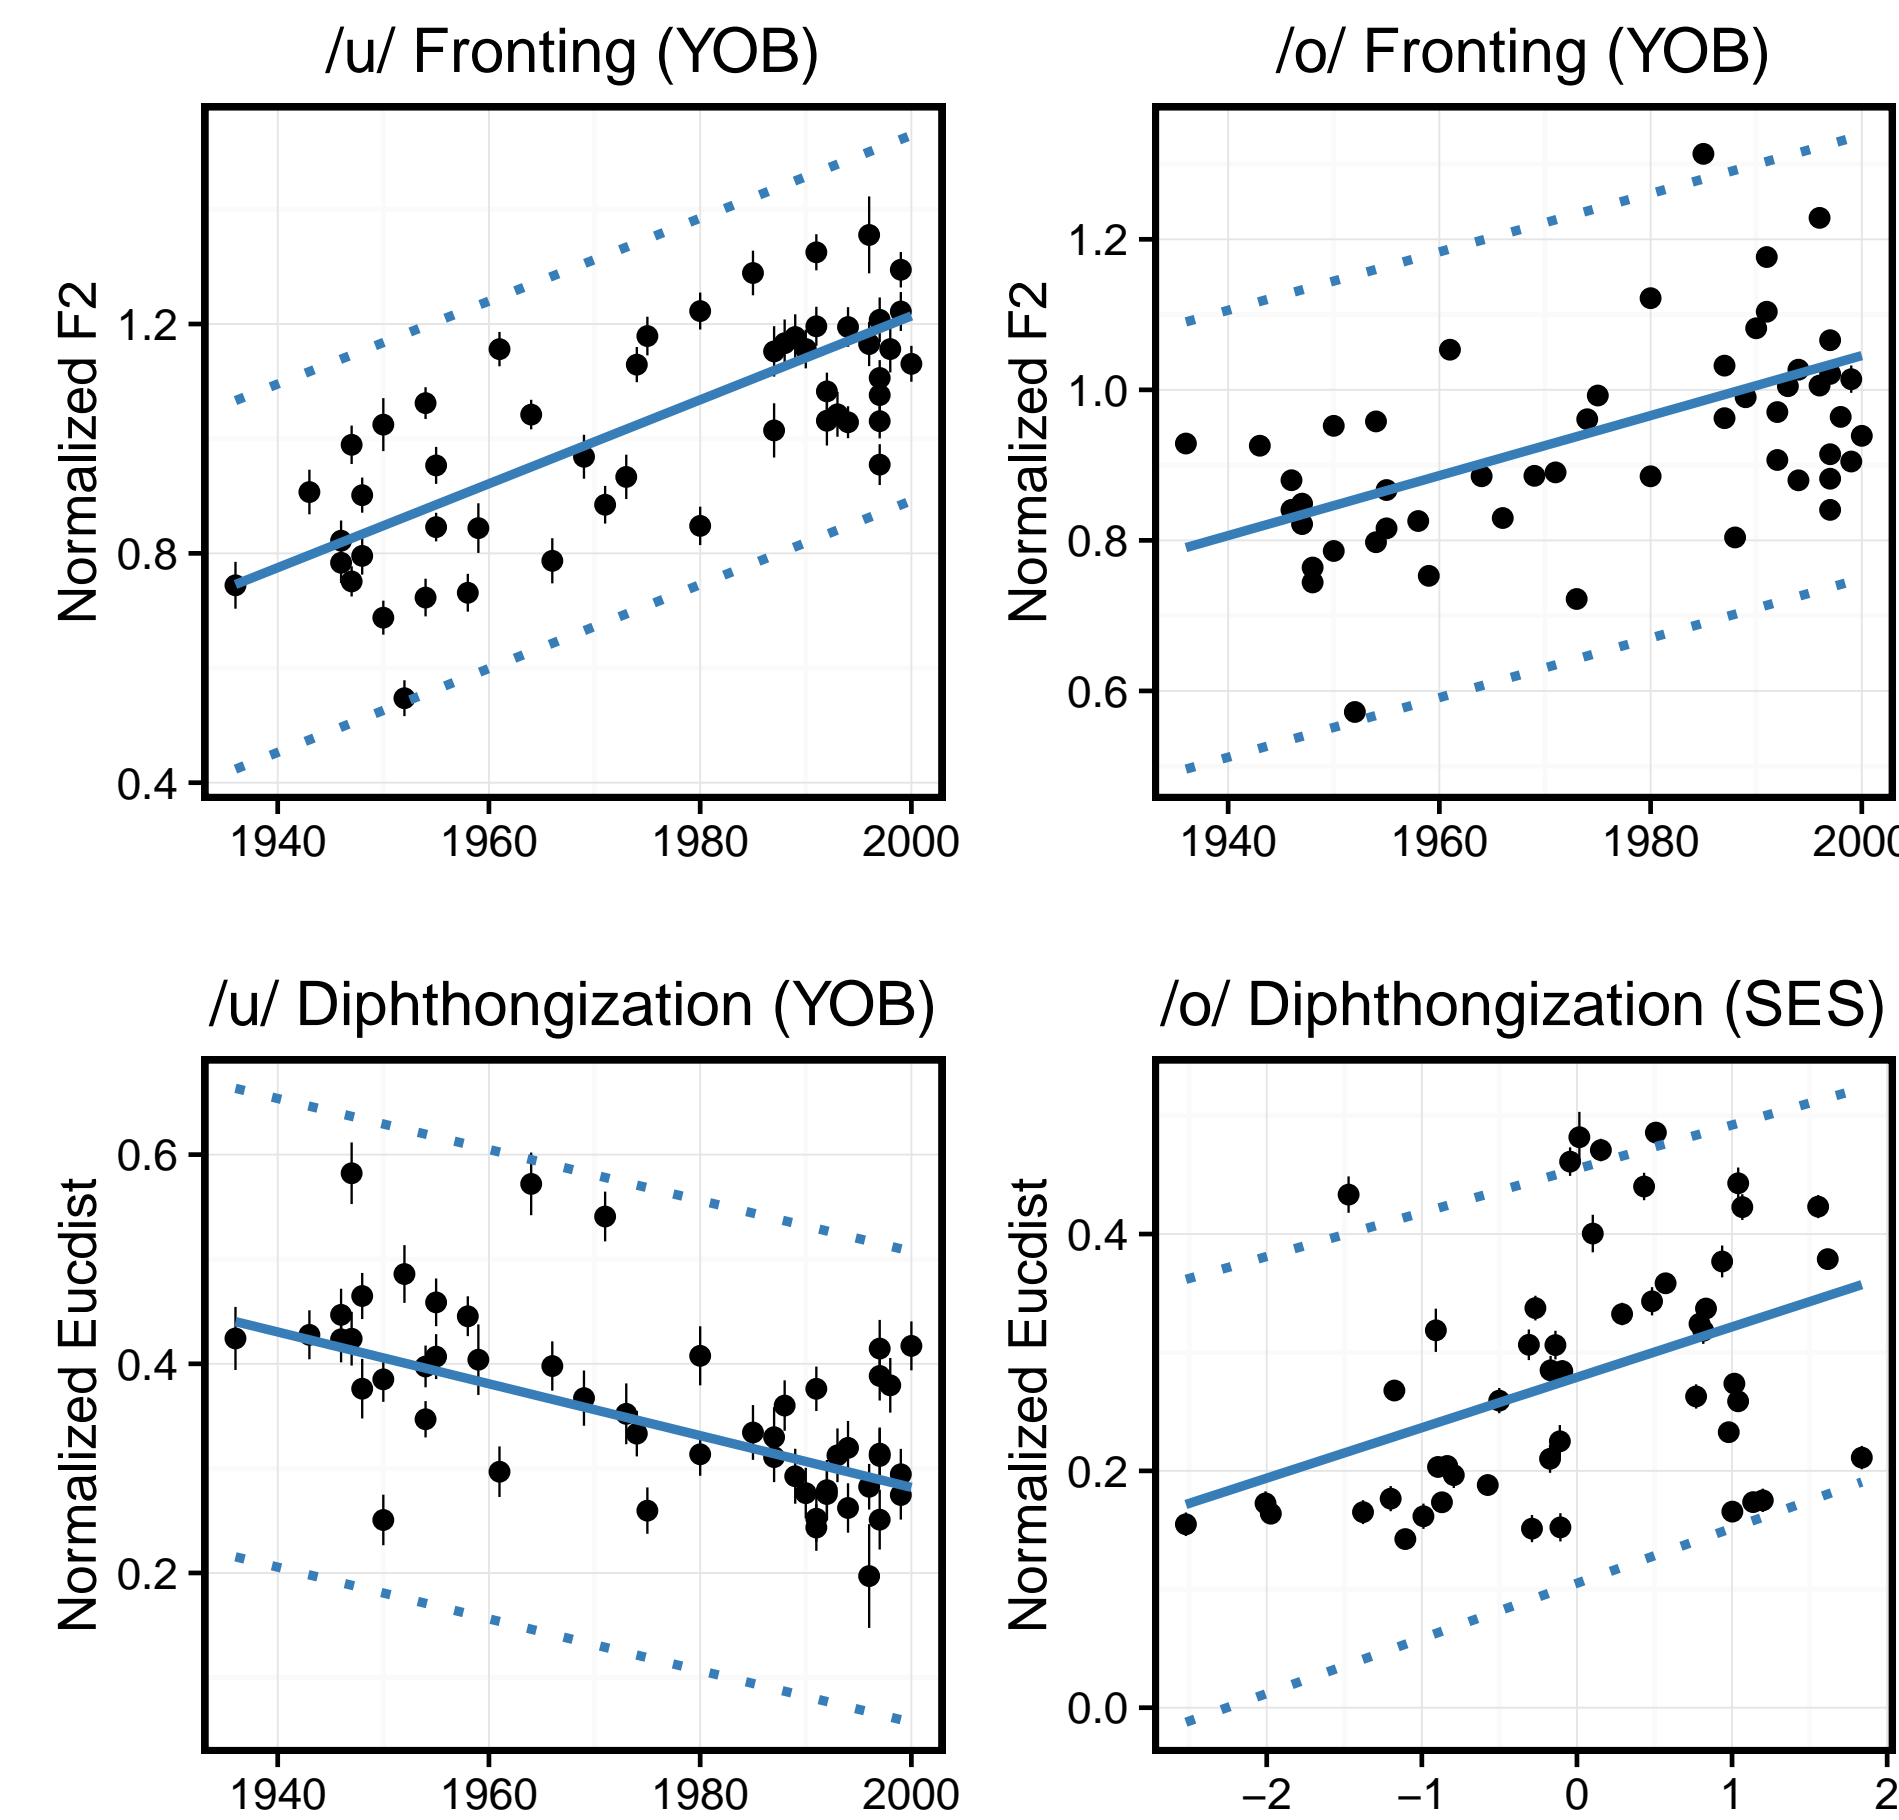 /u/ Fronting (YOB)
Normalized F2
1.2
0.8
0.4
1940 1960 1980 2000
/o/ Fronting (YOB)
Normalized F2
1.2
1.0
0.8
0.6
1940 1960 1980 2000
/u/ Diphthongization (YOB)
Normalized Eucdist
0.6
0.4
0.2
1940 1960 1980 2000
/o/ Diphthongization (SES)
Normalized Eucdist
0.4
0.2
0.0
−2 −1 0 1 2